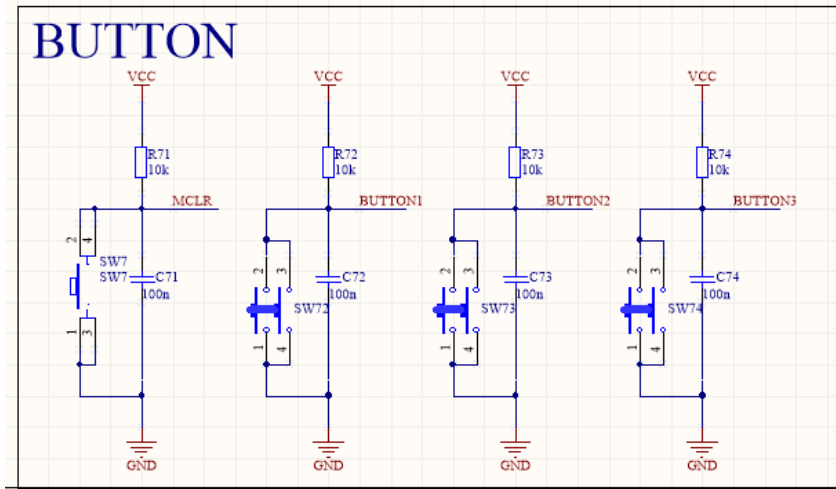 BUTTON
VCC VCC VCC VCC
R71 R72 R73 R74
10k 10k 10k 10k
MCLR BUTTON1 BUTTON2 BUTTON3
2 4 2 3 2 3 2 3
SW7
SW7 C71 C72 C73 C74
100n 100n 100n 100n
SW72 SW73 SW74
1 3 1 4 1 4 1 4
GND GND GND GND